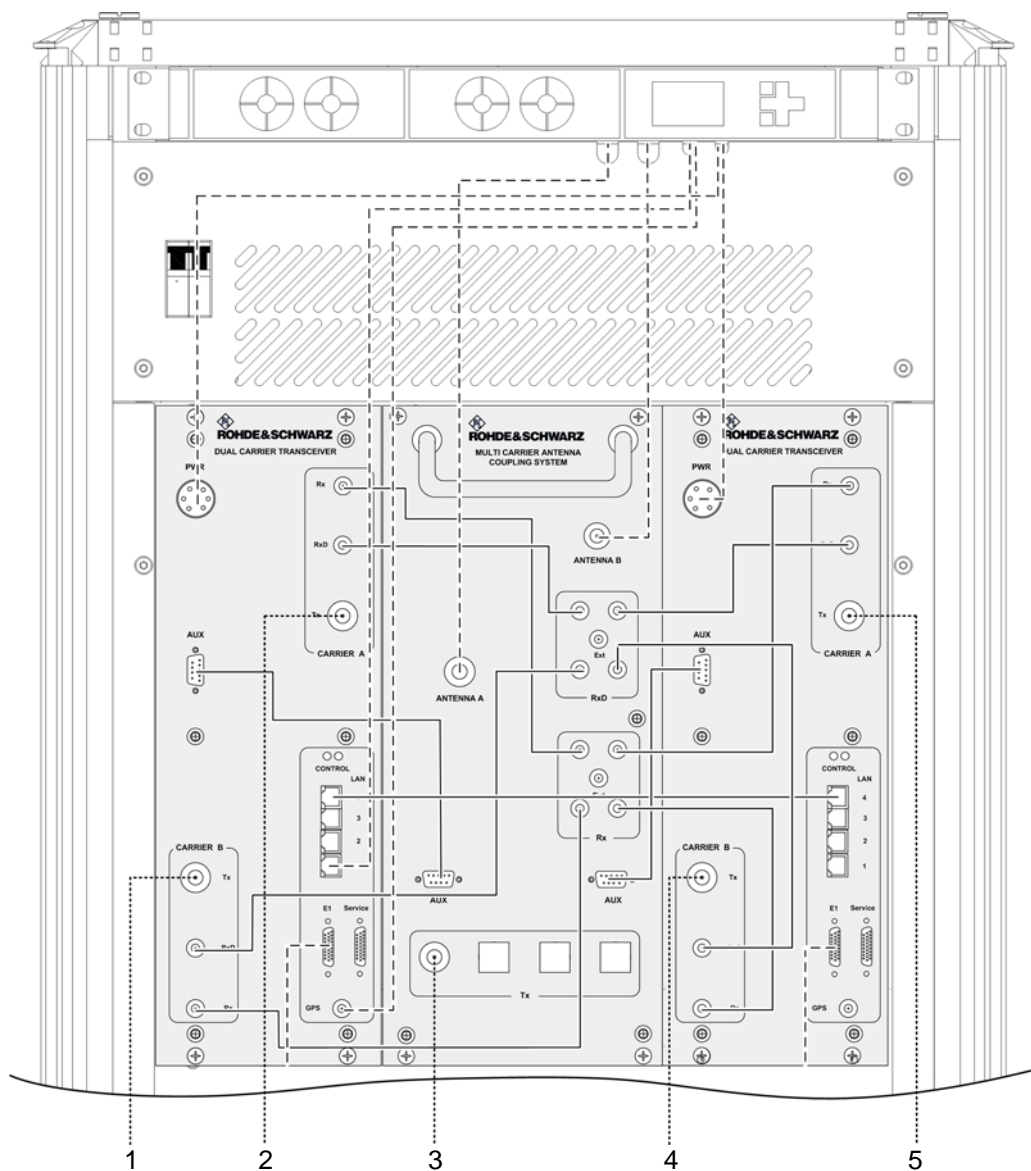 ROHDE&SCHWARZ
DUAL CARRIER TRANSCEIVER
PWR
Rx
RxD
Tx
CARRIER A
AUX
CONTROL
LAN
3
2
CARRIER B
Tx
E1 Service
GPS
ROHDE&SCHWARZ
MULTI CARRIER ANTENNA
COUPLING SYSTEM
ANTENNA B
ANTENNA A
Ext
RxD
Rx
AUX
AUX
Tx
ROHDE&SCHWARZ
DUAL CARRIER TRANSCEIVER
PWR
Tx
CARRIER A
AUX
CONTROL
LAN
4
3
2
1
CARRIER B
Tx
E1 Service
GPS
1 2 3 4 5